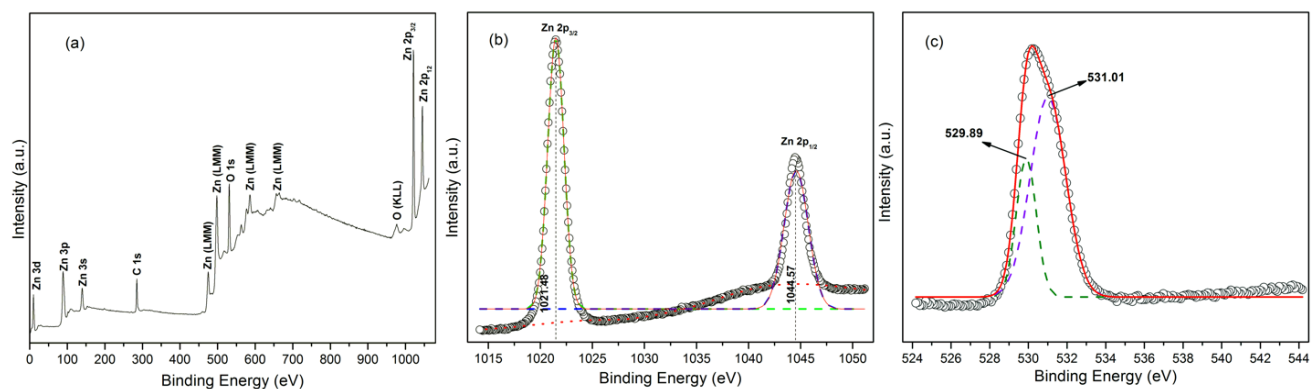 (a)
Zn 3d
Zn 3p
Zn 3s
C 1s
Zn (LMM)
Zn (LMM)
O 1s
Zn (LMM)
Zn (LMM)
O (KLL)
Zn 2p3/2
Zn 2p12
Intensity (a.u.)
0 100 200 300 400 500 600 700 800 900 1000
Binding Energy (eV)
(b)
Zn 2p3/2
Zn 2p1/2
1021.48
1044.57
Intensity (a.u.)
1015 1020 1025 1030 1035 1040 1045 1050
Binding Energy (eV)
(c)
531.01
529.89
Intensity (a.u.)
524 526 528 530 532 534 536 538 540 542 544
Binding Energy (eV)